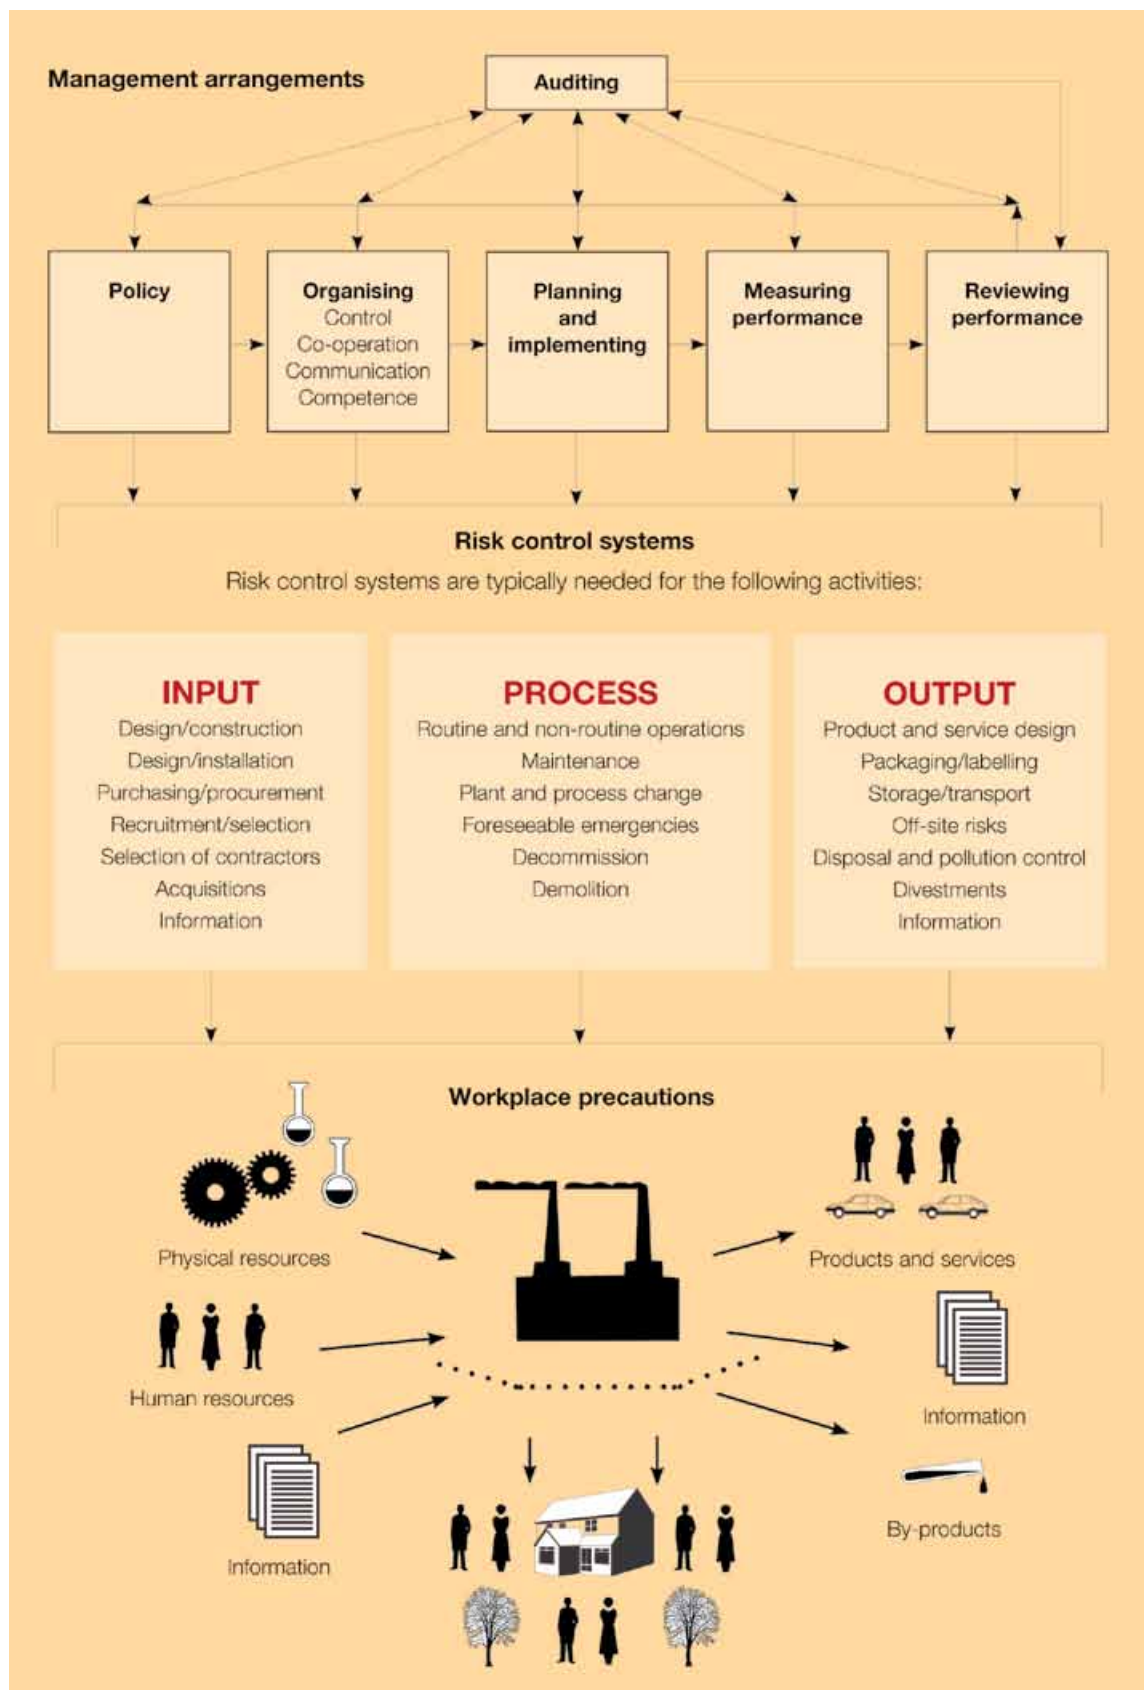 Management arrangements
Auditing
Policy
Organising
Control
Co-operation
Communication
Competence
Planning
and
implementing
Measuring
performance
Reviewing
performance
Risk control systems
Risk control systems are typically needed for the following activities:
INPUT
Design/construction
Design/installation
Purchasing/procurement
Recruitment/selection
Selection of contractors
Acquisitions
Information
PROCESS
Routine and non-routine operations
Maintenance
Plant and process change
Foreseeable emergencies
Decommission
Demolition
OUTPUT
Product and service design
Packaging/labelling
Storage/transport
Off-site risks
Disposal and pollution control
Divestments
Information
Workplace precautions
Physical resources
Human resources
Information
Products and services
Information
By-products